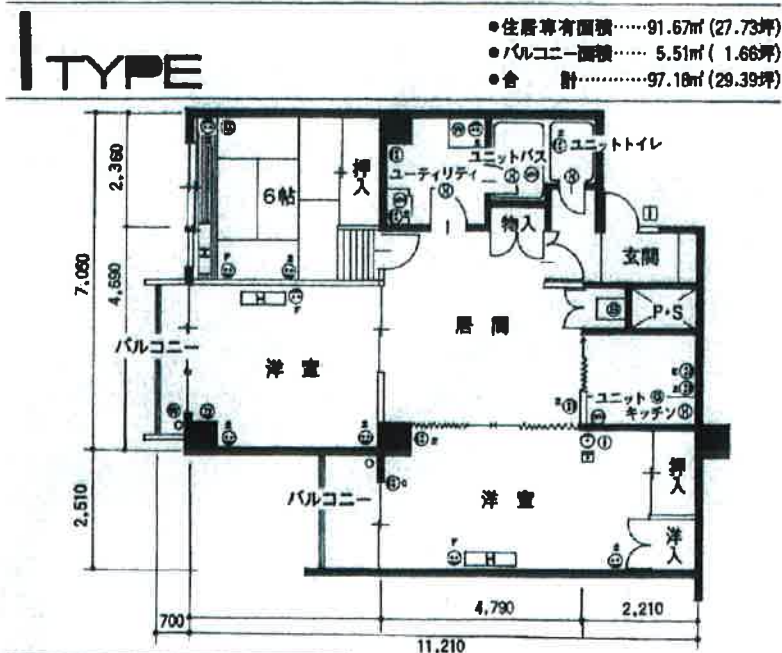 I TYPE
●住居専有面積……91.67㎡(27.73坪)
●バルコニー面積…… 5.51㎡( 1.66坪)
●合　計…………97.18㎡(29.39坪)
2,360
7,050
4,690
2,510
6帖
押入
ユーティリティ
ユニットバス
ユニットトイレ
物入
玄関
P・S
バルコニー
洋室
居間
ユニット
キッチン
バルコニー
洋室
押入
洋入
H
H
H
700
4,790
2,210
11,210